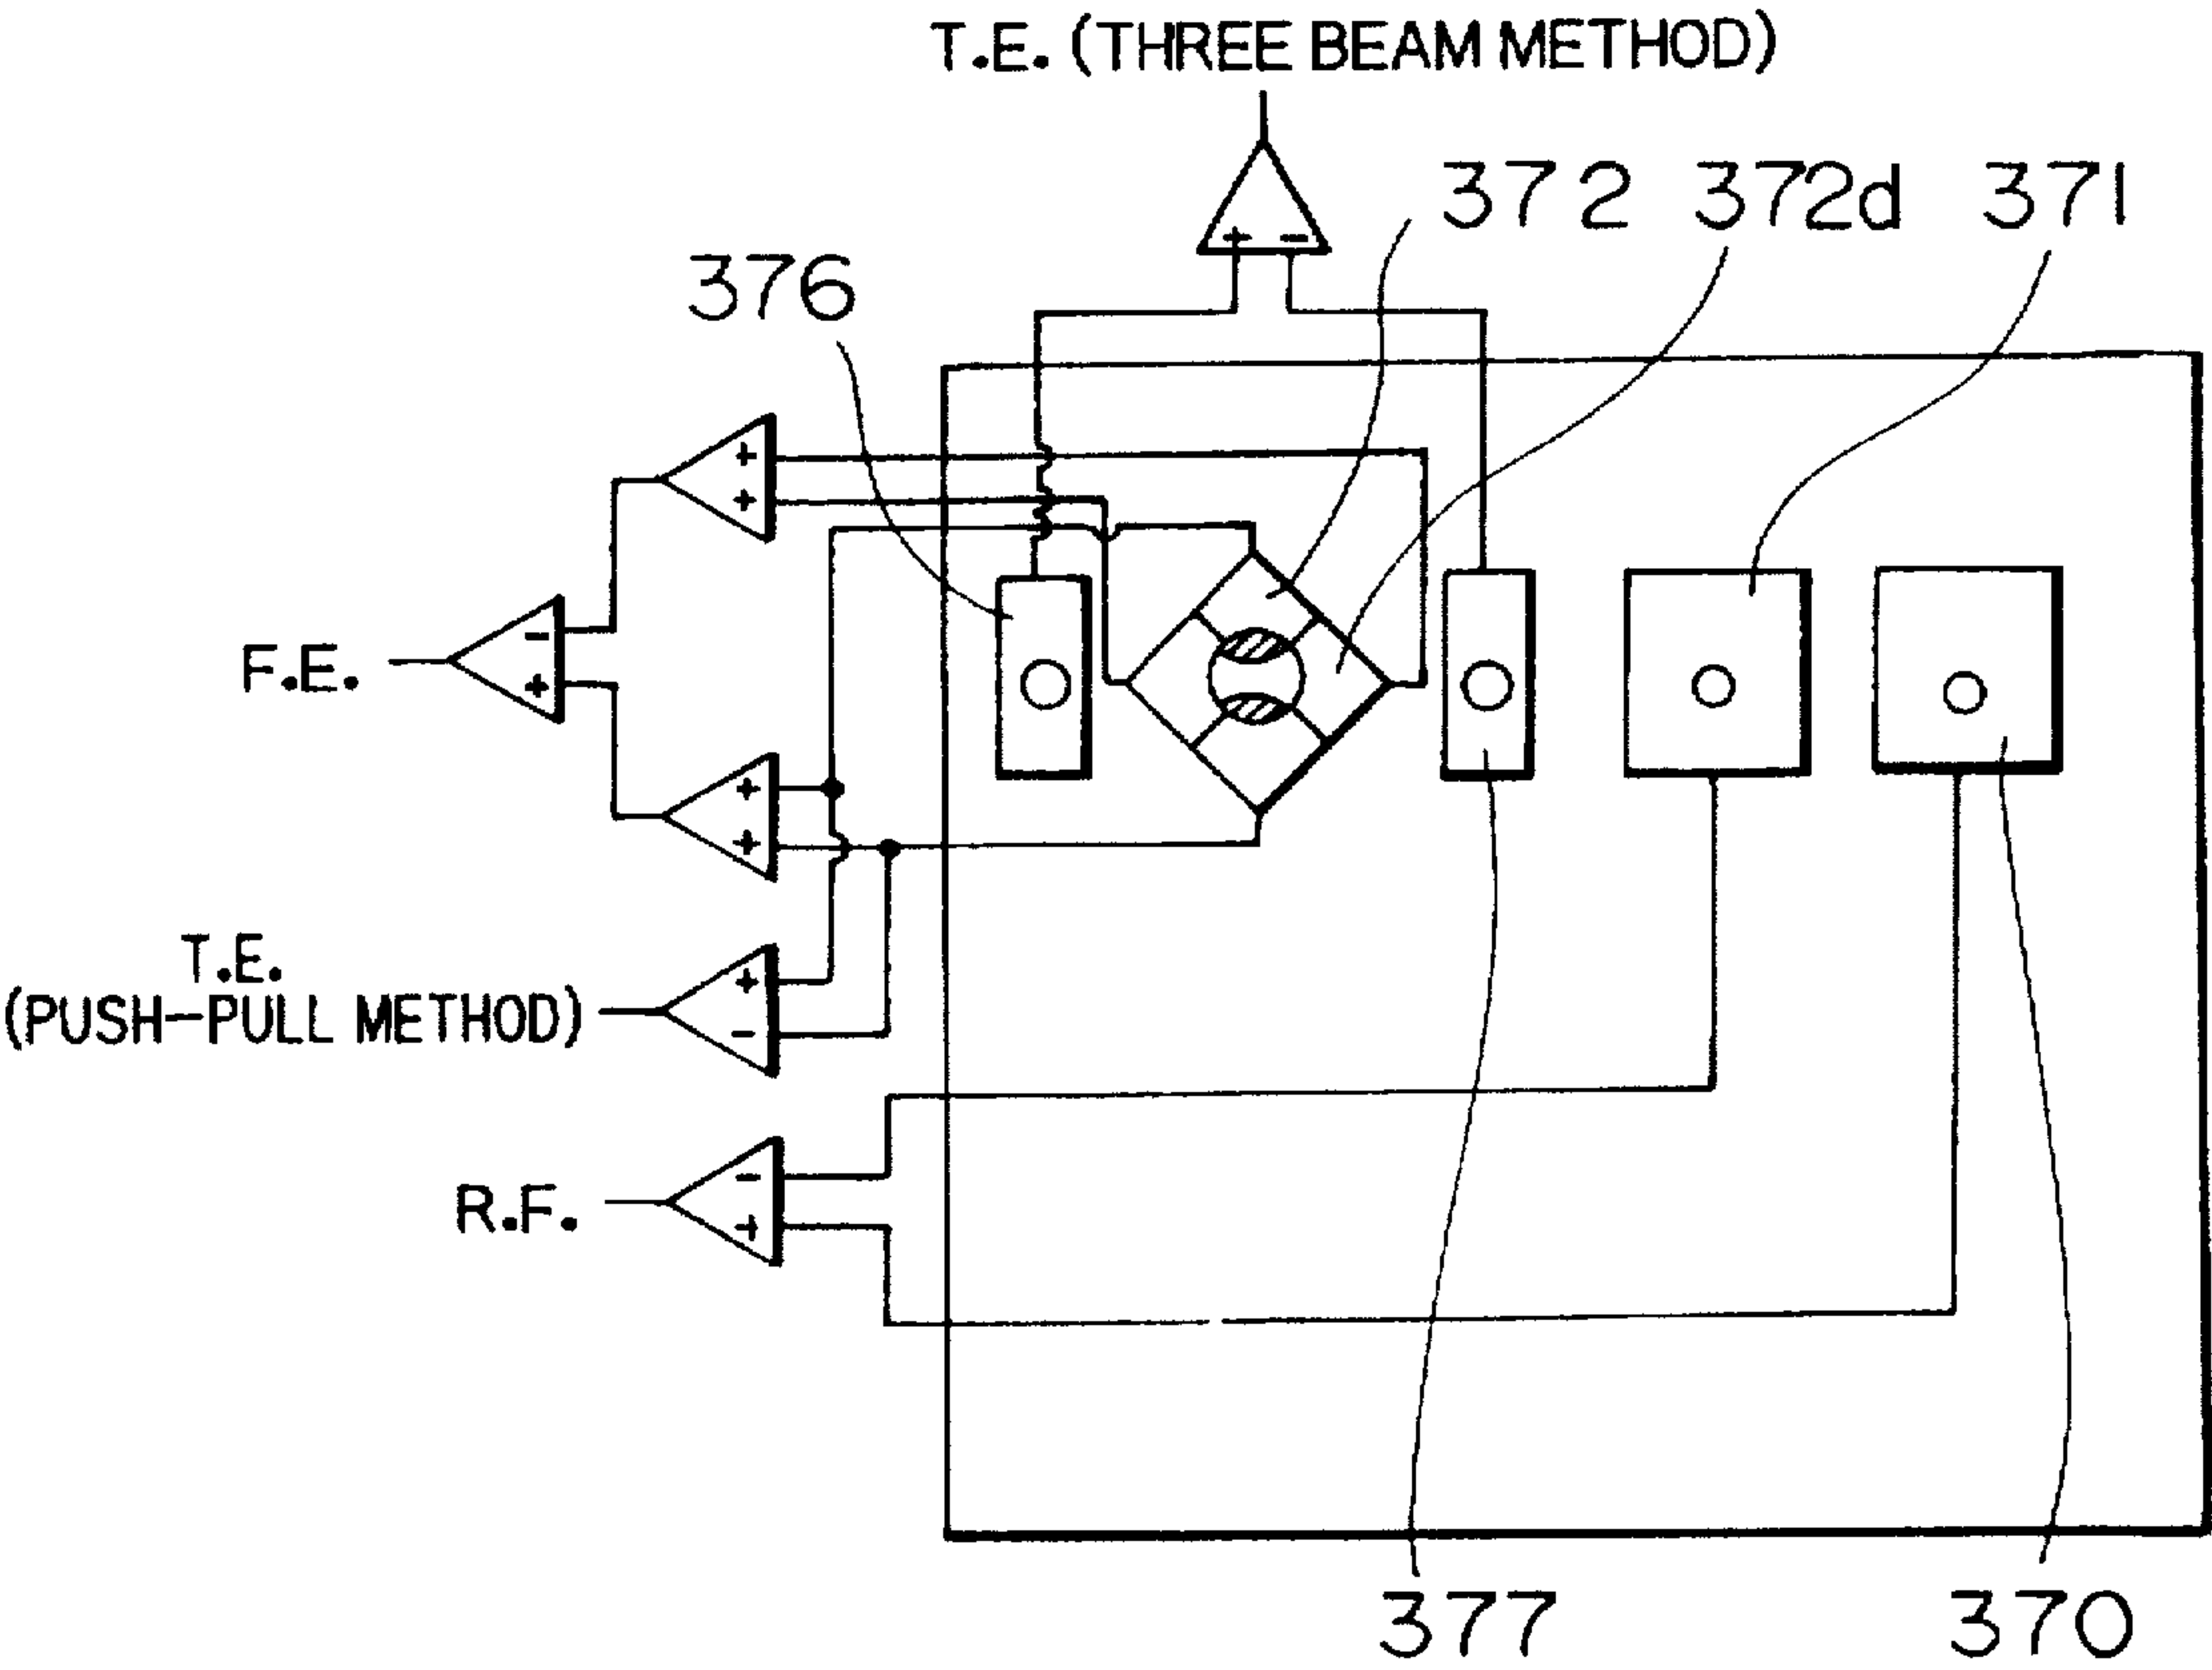 T.E. (THREE BEAM METHOD)
372 372d 371
+ -
376
+
+
F.E.
-
+
+
+
T.E.
(PUSH-PULL METHOD)
+
-
R.F.
-
+
377 370